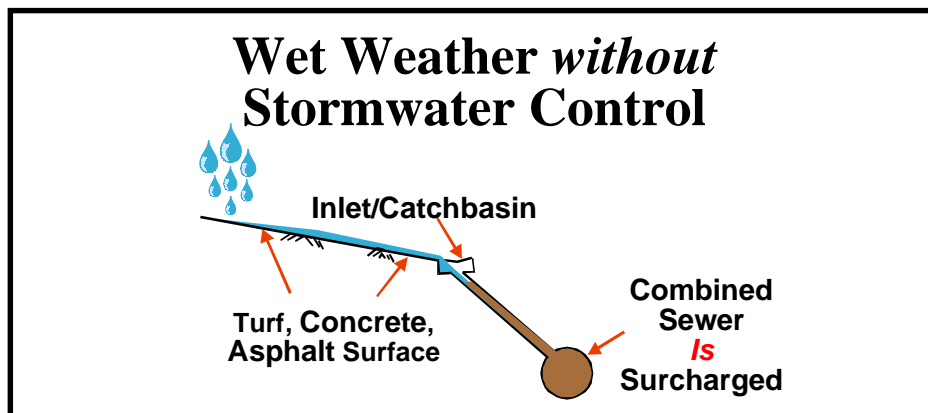 Wet Weather without
Stormwater Control
Inlet/Catchbasin
Turf, Concrete,
Asphalt Surface
Combined
Sewer
Is
Surcharged